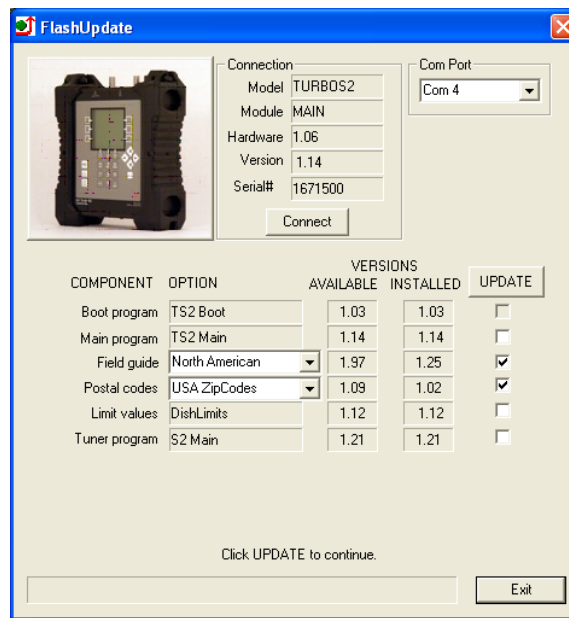 FlashUpdate
Connection
Model TURBOS2
Module MAIN
Hardware 1.06
Version 1.14
Serial# 1671500
Connect
Com Port
Com 4
VERSIONS
COMPONENT OPTION AVAILABLE INSTALLED UPDATE
Boot program TS2 Boot 1.03 1.03
Main program TS2 Main 1.14 1.14
Field guide North American 1.97 1.25
Postal codes USA ZipCodes 1.09 1.02
Limit values DishLimits 1.12 1.12
Tuner program S2 Main 1.21 1.21
Click UPDATE to continue.
Exit